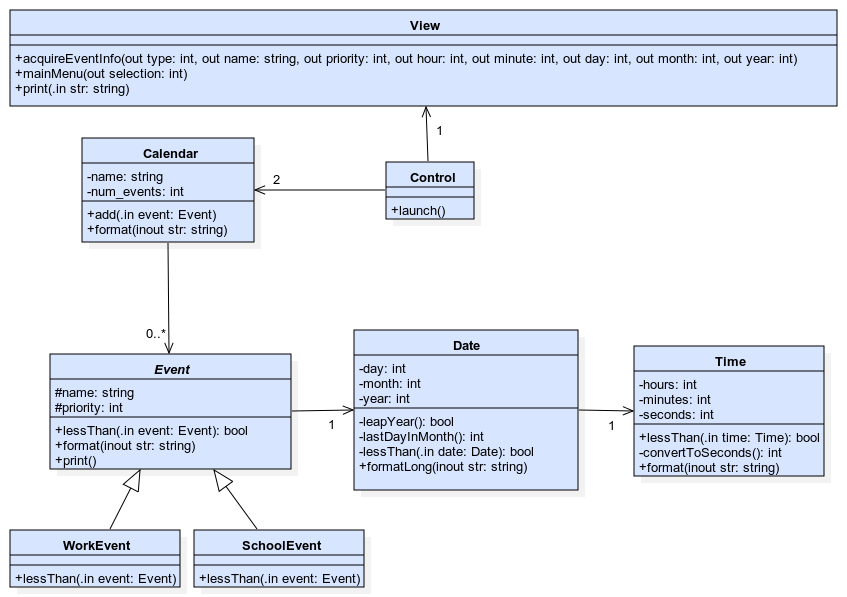 View
+acquireEventInfo(out type: int, out name: string, out priority: int, out hour: int, out minute: int, out day: int, out month: int, out year: int)
+mainMenu(out selection: int)
+print(.in str: string)
1
Calendar
-name: string
-num_events: int
+add(.in event: Event)
+format(inout str: string)
2
Control
+launch()
0..*
Event
#name: string
#priority: int
+lessThan(.in event: Event): bool
+format(inout str: string)
+print()
1
Date
-day: int
-month: int
-year: int
-leapYear(): bool
-lastDayInMonth(): int
-lessThan(.in date: Date): bool
+formatLong(inout str: string)
1
Time
-hours: int
-minutes: int
-seconds: int
+lessThan(.in time: Time): bool
-convertToSeconds(): int
+format(inout str: string)
WorkEvent
+lessThan(.in event: Event)
SchoolEvent
+lessThan(.in event: Event)